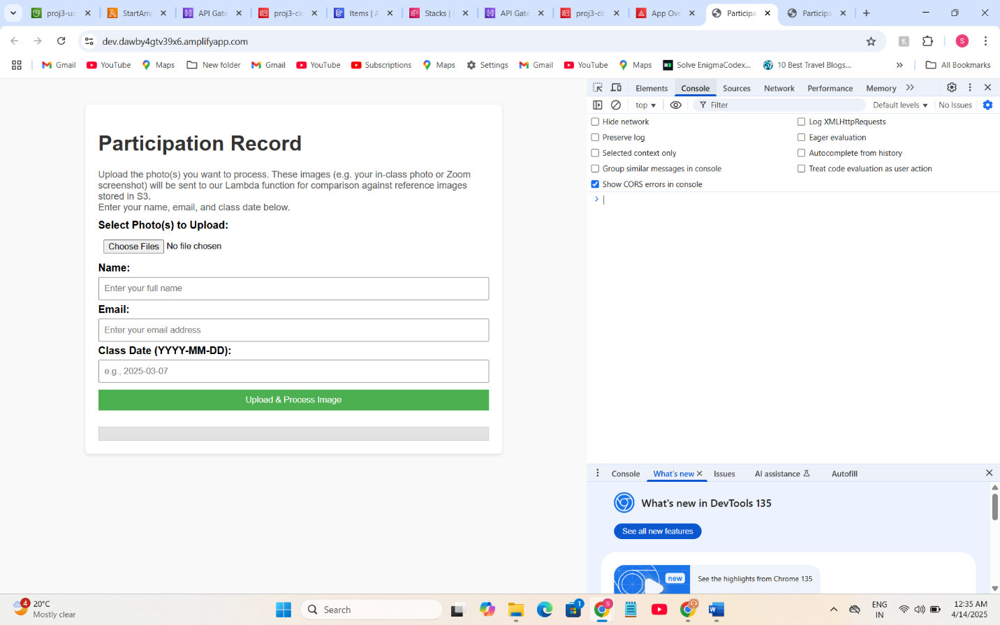 proj3-uc
StartAm
API Gate
proj3-cic
Items | A
Stacks |
API Gate
proj3-cic
App Ove
Participa
Participa
dev.dawby4gtv39x6.amplifyapp.com
S
Gmail
YouTube
Maps
New folder
Gmail
YouTube
Subscriptions
Maps
Settings
Gmail
YouTube
Maps
Solve EnigmaCodex...
10 Best Travel Blogs...
All Bookmarks
Participation Record
Upload the photo(s) you want to process. These images (e.g. your in-class photo or Zoom
screenshot) will be sent to our Lambda function for comparison against reference images
stored in S3.
Enter your name, email, and class date below.
Select Photo(s) to Upload:
Choose Files No file chosen
Name:
Enter your full name
Email:
Enter your email address
Class Date (YYYY-MM-DD):
e.g., 2025-03-07
Upload & Process Image
Elements Console Sources Network Performance Memory
top Filter Default levels No Issues
Hide network Log XMLHttpRequests
Preserve log Eager evaluation
Selected context only Autocomplete from history
Group similar messages in console Treat code evaluation as user action
Show CORS errors in console
Console What's new Issues AI assistance Autofill
What's new in DevTools 135
See all new features
new
See the highlights from Chrome 135
4
20°C
Mostly clear
Search
1
S
ENG
IN
12:35 AM
4/14/2025